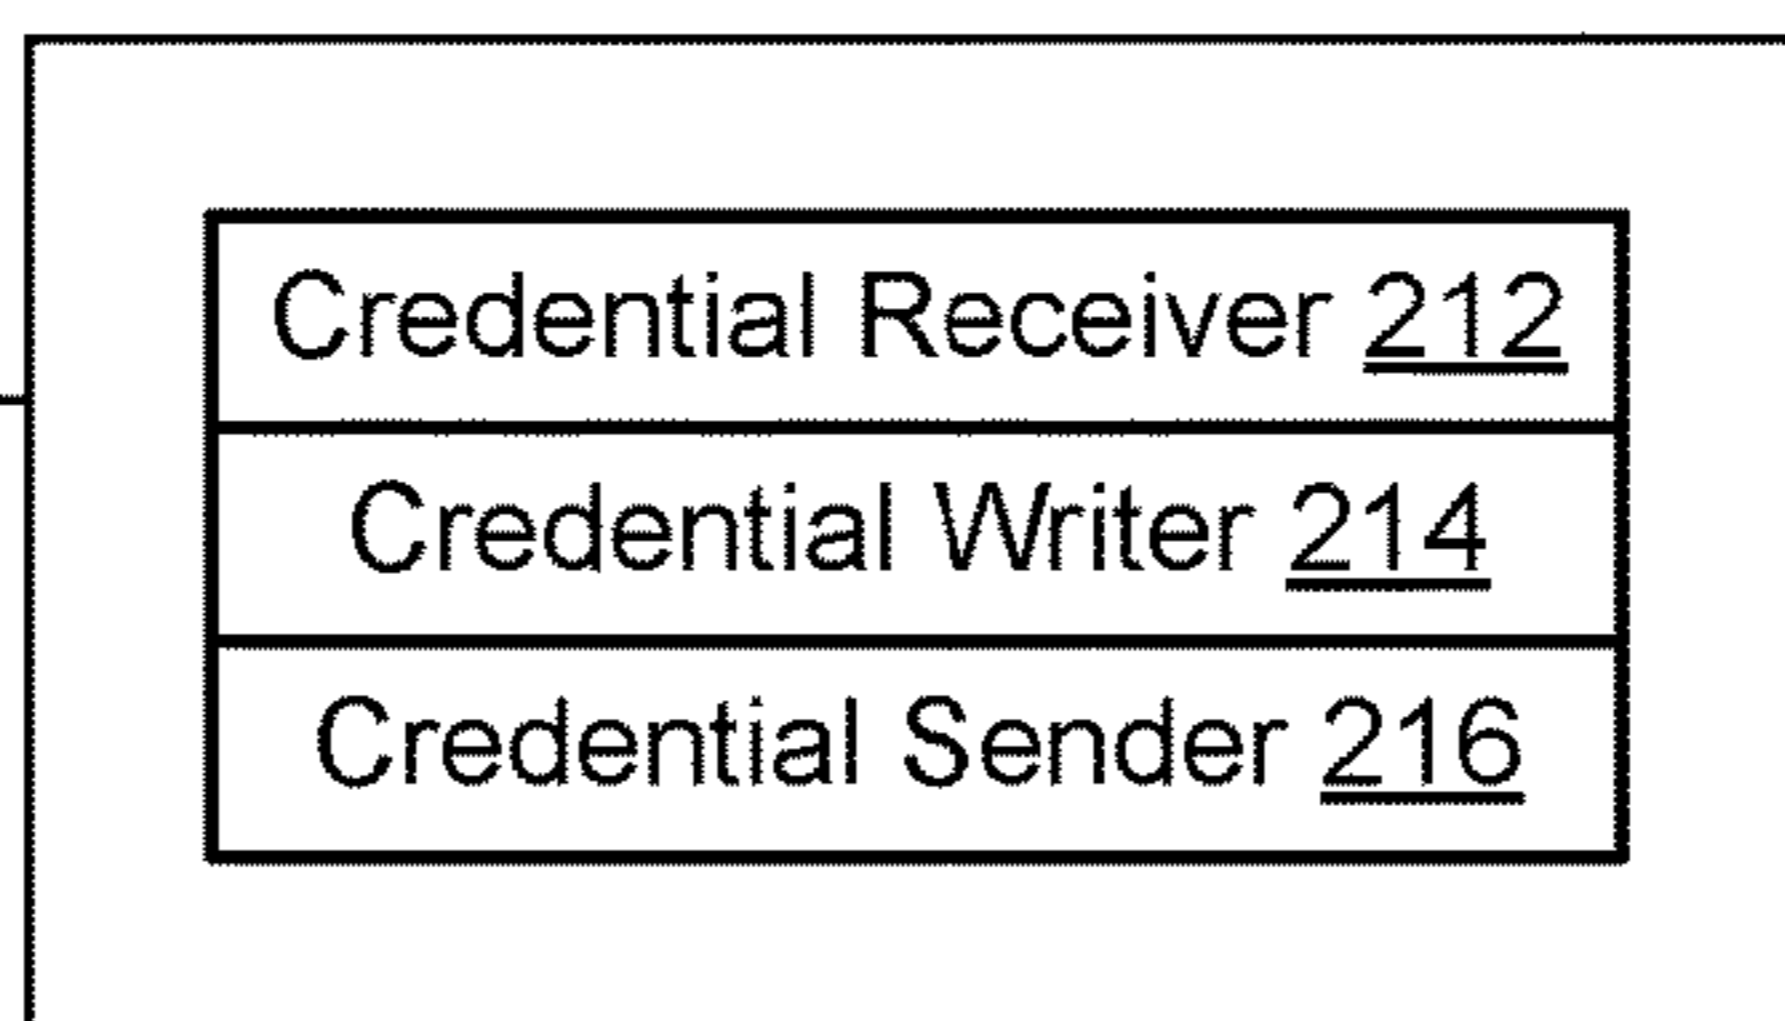 Credential Receiver 212
Credential Writer 214
Credential Sender 216